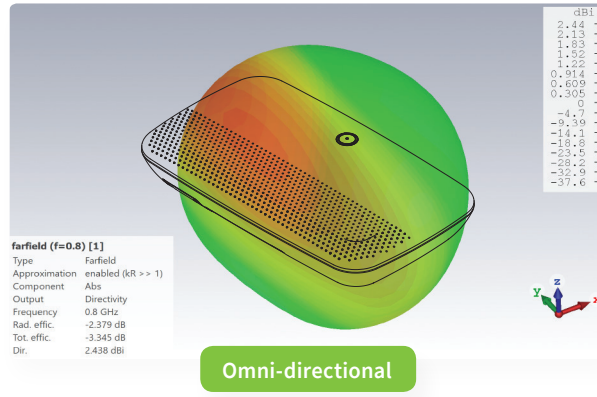 dBi
2.44
2.13
1.83
1.52
1.22
0.914
0.609
0.305
0
-4.7
-9.39
-14.1
-18.8
-23.5
-28.2
-32.9
-37.6
farfield (f=0.8) [1]
Type Farfield
Approximation enabled (kR >> 1)
Component Abs
Output Directivity
Frequency 0.8 GHz
Rad. effic. -2.379 dB
Tot. effic. -3.345 dB
Dir. 2.438 dBi
z
y
x
Omni-directional